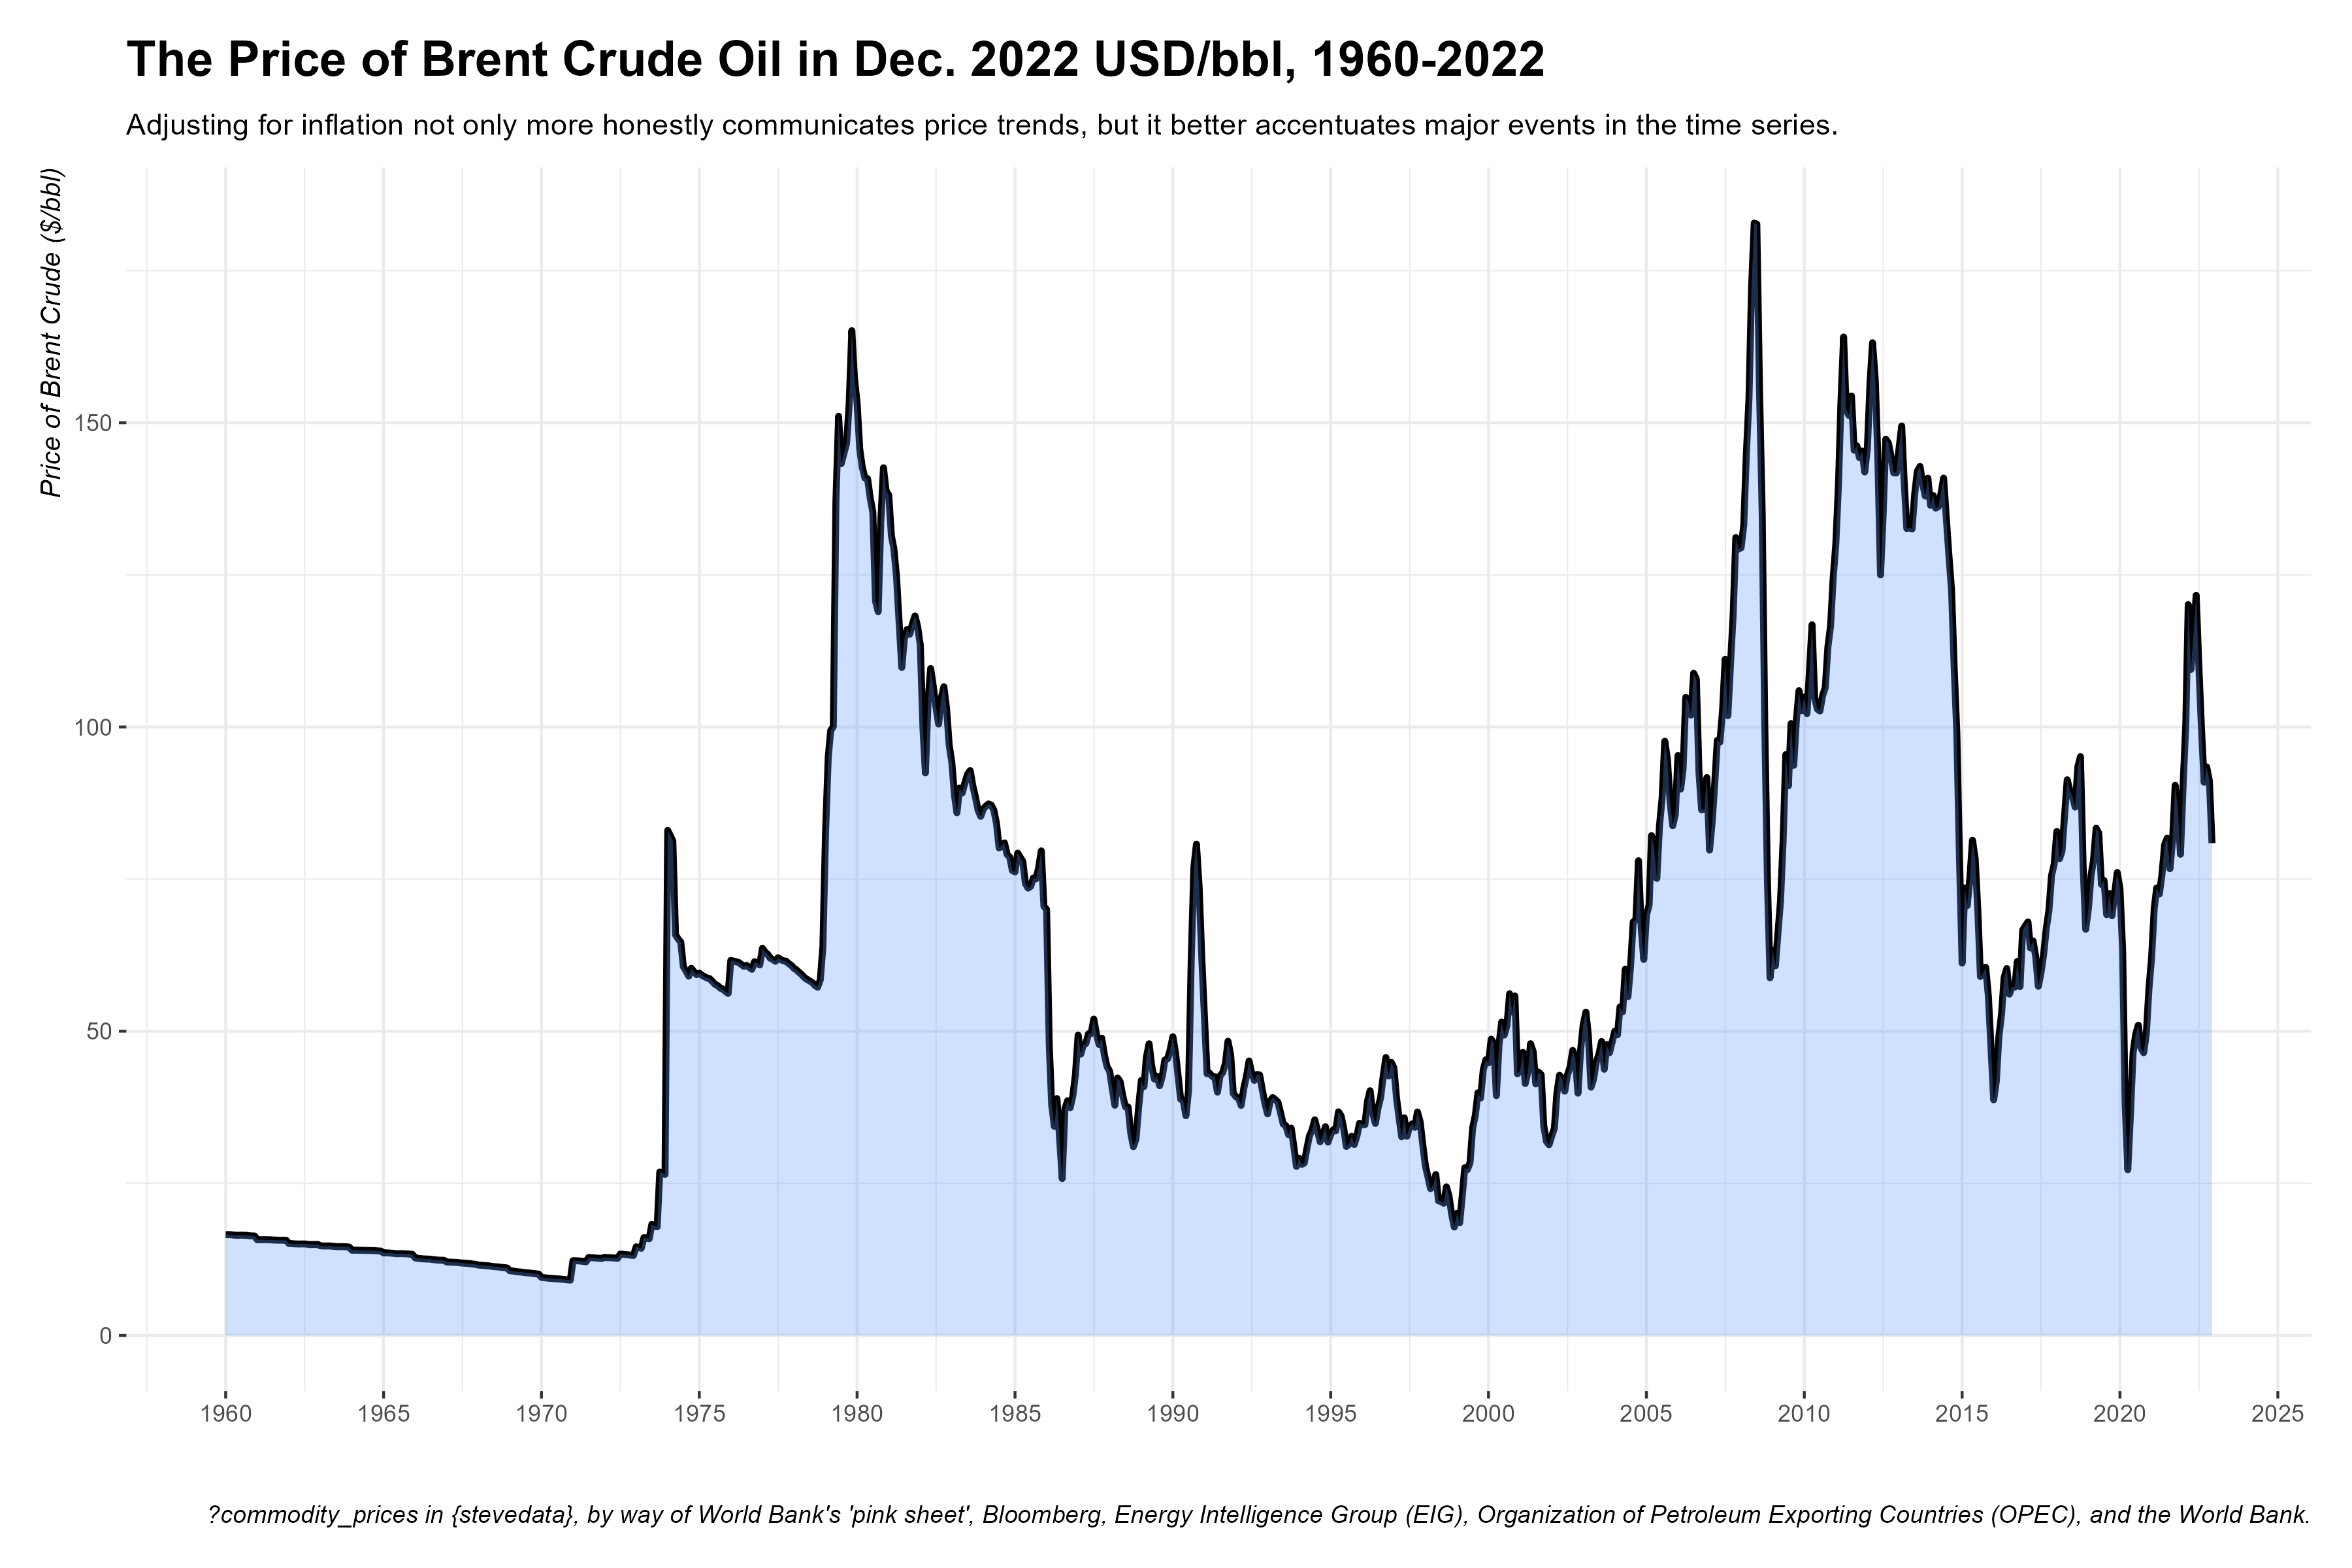 The Price of Brent Crude Oil in Dec. 2022 USD/bbl, 1960-2022
Adjusting for inflation not only more honestly communicates price trends, but it better accentuates major events in the time series.
Price of Brent Crude ($/bbl)
150
100
50
0
1960 1965 1970 1975 1980 1985 1990 1995 2000 2005 2010 2015 2020 2025
?commodity_prices in {stevedata}, by way of World Bank's 'pink sheet', Bloomberg, Energy Intelligence Group (EIG), Organization of Petroleum Exporting Countries (OPEC), and the World Bank.